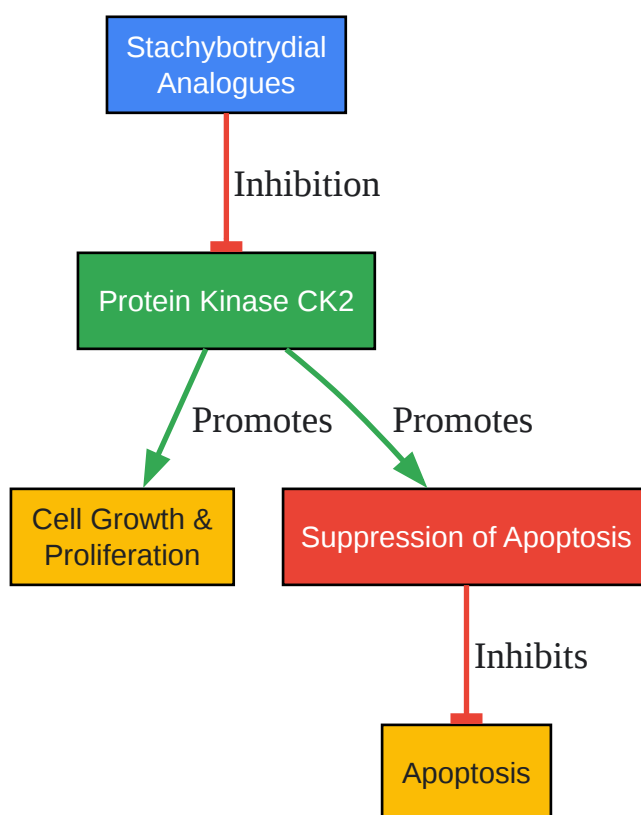 Stachybotrydial
Analogues
Inhibition
Protein Kinase CK2
Promotes
Promotes
Cell Growth &
Proliferation
Suppression of Apoptosis
Inhibits
Apoptosis